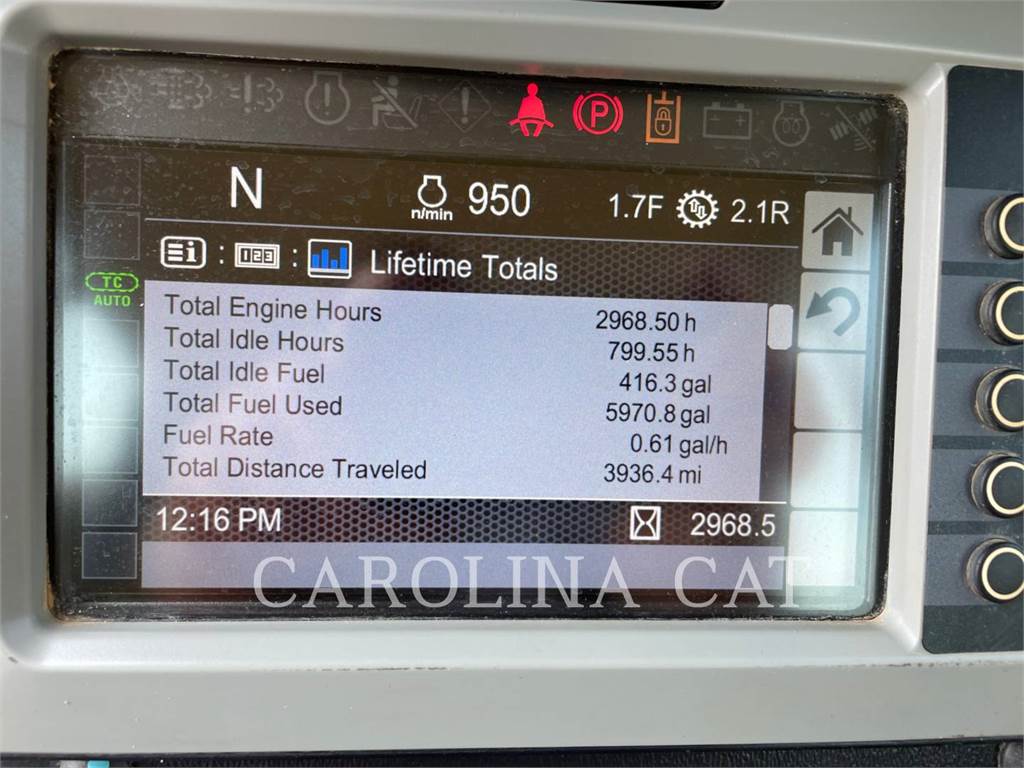 P
N
n/min 950
1.7F 2.1R
TC
AUTO
i : 123 : Lifetime Totals
Total Engine Hours 2968.50 h
Total Idle Hours 799.55 h
Total Idle Fuel 416.3 gal
Total Fuel Used 5970.8 gal
Fuel Rate 0.61 gal/h
Total Distance Traveled 3936.4 mi
12:16 PM 2968.5
CAROLINA CAT